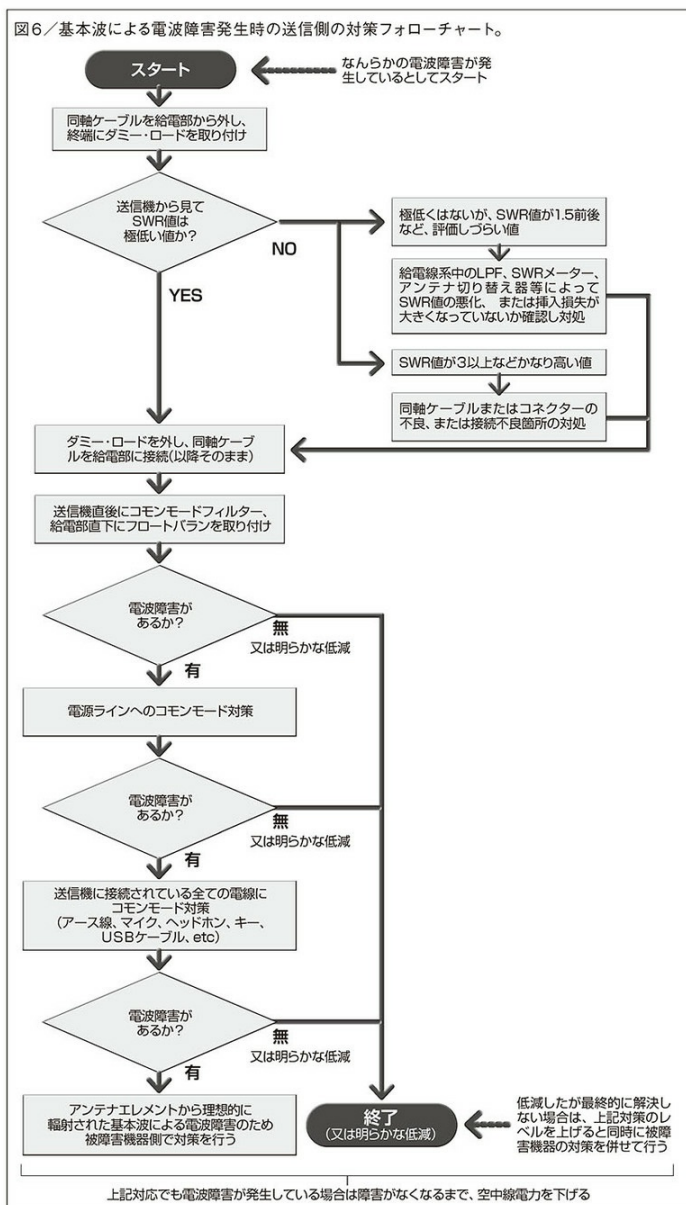 図6／基本波による電波障害発生時の送信側の対策フォローチャート。
スタート
なんらかの電波障害が発
生しているとしてスタート
同軸ケーブルを給電部から外し、
終端にダミー・ロードを取り付け
送信機から見て
SWR値は
極低い値か?
NO
YES
極低くはないが、SWR値が1.5前後
など、評価しづらい値
給電線系中のLPF、SWRメーター、
アンテナ切り替え器等によって
SWR値の悪化、または挿入損失が
大きくなっていないか確認し対処
SWR値が3以上などかなり高い値
同軸ケーブルまたはコネクターの
不良、または接続不良箇所の対処
ダミー・ロードを外し、同軸ケーブ
ルを給電部に接続(以降そのまま)
送信機直後にコモンモードフィルター、
給電部直下にフロートバランを取り付け
電波障害が
あるか?
無
又は明らかな低減
有
電源ラインへのコモンモード対策
電波障害が
あるか?
無
又は明らかな低減
有
送信機に接続されている全ての電線に
コモンモード対策
(アース線、マイク、ヘッドホン、キー、
USBケーブル、etc)
電波障害が
あるか?
無
又は明らかな低減
有
アンテナエレメントから理想的に
輻射された基本波による電波障害のため
被障害機器側で対策を行う
終了
(又は明らかな低減)
低減したが最終的に解決し
ない場合は、上記対策のレ
ベルを上げると同時に被障
害機器の対策を併せて行う
上記対応でも電波障害が発生している場合は障害がなくなるまで、空中線電力を下げる